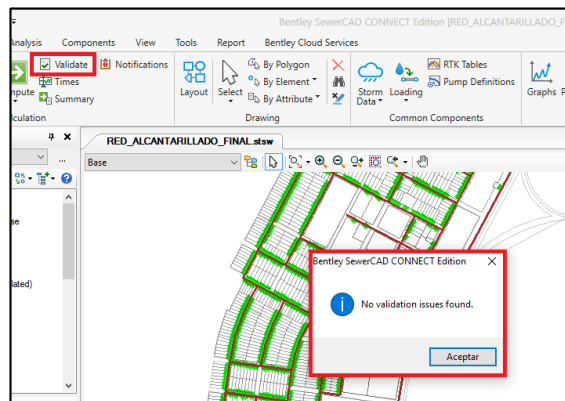 Bentley SewerCAD CONNECT Edition [RED_ALCANTARILLADO_F
Analysis Components View Tools Report Bentley Cloud Services
Validate Notifications
Times
Summary
Layout Select
By Polygon
By Element
By Attribute
Storm Data Loading
RTK Tables
Pump Definitions
Graphs P
Drawing Common Components
RED_ALCANTARILLADO_FINAL.stsw
Base
...
Bentley SewerCAD CONNECT Edition
No validation issues found.
Aceptar